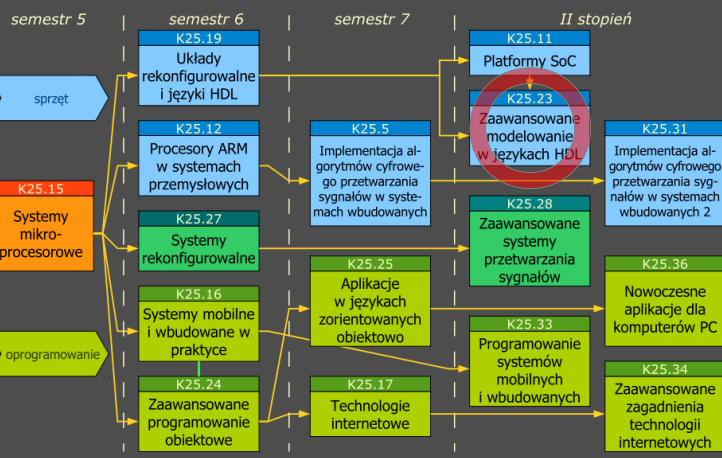 semestr 5
semestr 6
semestr 7
II stopień
sprzęt
K25.15
Systemy
mikro-
procesorowe
oprogramowanie
K25.19
Układy
rekonfigurowalne
i języki HDL
K25.12
Procesory ARM
w systemach
przemysłowych
K25.27
Systemy
rekonfigurowalne
K25.16
Systemy mobilne
i wbudowane w
praktyce
K25.24
Zaawansowane
programowanie
obiektowe
K25.5
Implementacja al-
gorytmów cyfrowe-
go przetwarzania
sygnałów w syste-
mach wbudowanych
K25.25
Aplikacje
w językach
zorientowanych
obiektowo
K25.17
Technologie
internetowe
K25.11
Platformy SoC
K25.23
Zaawansowane
modelowanie
w językach HDL
K25.28
Zaawansowane
systemy
przetwarzania
sygnałów
K25.33
Programowanie
systemów
mobilnych
i wbudowanych
K25.31
Implementacja al-
gorytmów cyfrowego
przetwarzania syg-
nałów w systemach
wbudowanych 2
K25.36
Nowoczesne
aplikacje dla
komputerów PC
K25.34
Zaawansowane
zagadnienia
technologii
internetowych